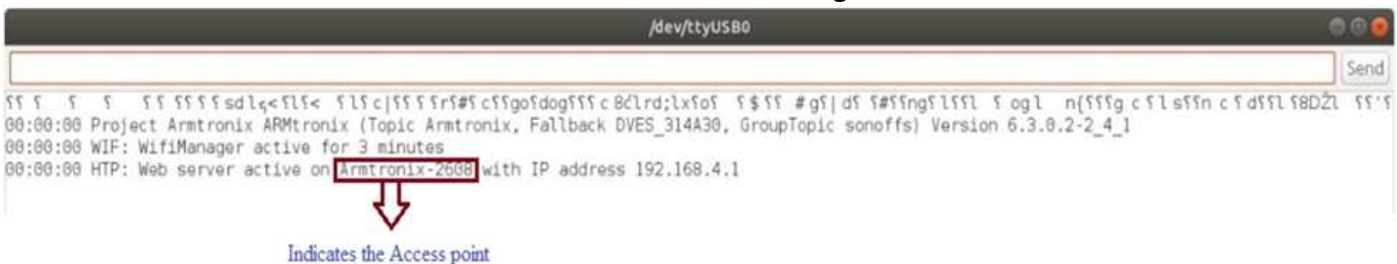 /dev/ttyUSB0
Send
00:00:00 Project Armtronix ARMtronix (Topic Armtronix, Fallback DVES_314A30, GroupTopic sonoffs) Version 6.3.0.2-2_4_1
00:00:00 WIF: WifiManager active for 3 minutes
00:00:00 HTP: Web server active on Armtronix-2608 with IP address 192.168.4.1
Indicates the Access point